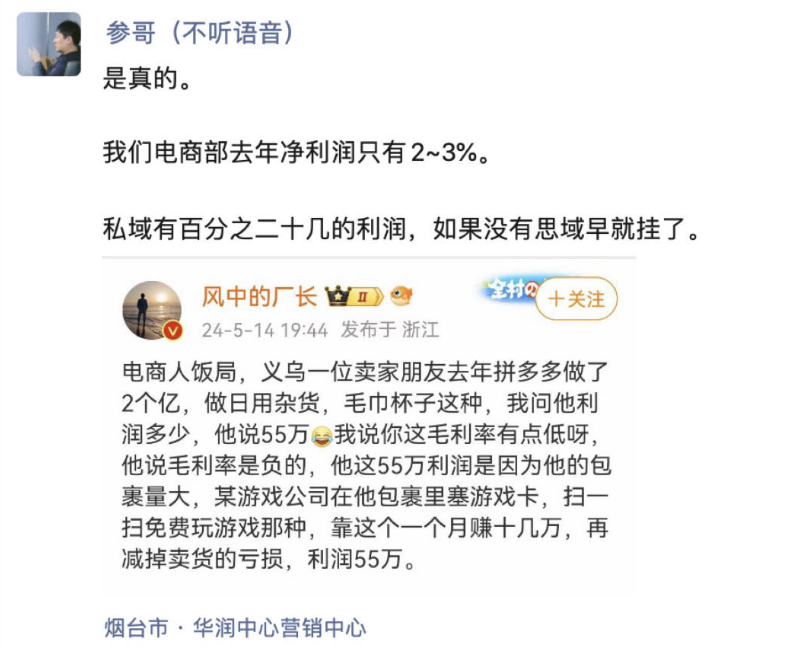 参哥（不听语音）
是真的。
我们电商部去年净利润只有2~3%。
私域有百分之二十几的利润，如果没有思域早就挂了。
风中的厂长 II
全村の
十关注
24-5-14 19:44 发布于 浙江
电商人饭局，义乌一位卖家朋友去年拼多多做了
2个亿，做日用杂货，毛巾杯子这种，我问他利
润多少，他说55万😂我说你这毛利率有点低呀，
他说毛利率是负的，他这55万利润是因为他的包
裹量大，某游戏公司在他包裹里塞游戏卡，扫一
扫免费玩游戏那种，靠这个一个月赚十几万，再
减掉卖货的亏损，利润55万。
烟台市 · 华润中心营销中心